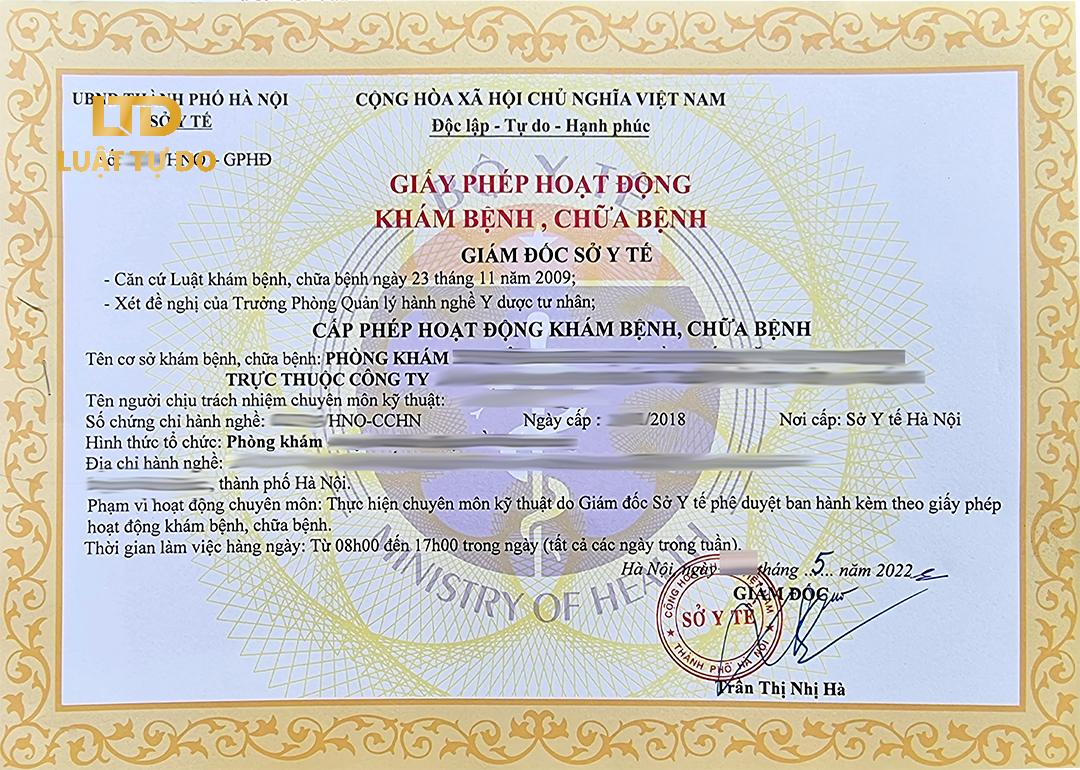 UBND THÀNH PHỐ HÀ NỘI
SỞ Y TẾ
LTD
LUẬT TỰ DO
/HNO - GPHĐ
CỘNG HÒA XÃ HỘI CHỦ NGHĨA VIỆT NAM
Độc lập - Tự do - Hạnh phúc
BỘ Y TẾ
GIẤY PHÉP HOẠT ĐỘNG
KHÁM BỆNH , CHỮA BỆNH
GIÁM ĐỐC SỞ Y TẾ
- Căn cứ Luật khám bệnh, chữa bệnh ngày 23 tháng 11 năm 2009;
- Xét đề nghị của Trưởng Phòng Quản lý hành nghề Y dược tư nhân;
CẤP PHÉP HOẠT ĐỘNG KHÁM BỆNH, CHỮA BỆNH
Tên cơ sở khám bệnh, chữa bệnh: PHÒNG KHÁM
TRỰC THUỘC CÔNG TY
Tên người chịu trách nhiệm chuyên môn kỹ thuật:
Số chứng chỉ hành nghề: HNO-CCHN Ngày cấp : /2018 Nơi cấp: Sở Y tế Hà Nội
Hình thức tổ chức: Phòng khám
Địa chỉ hành nghề:
, thành phố Hà Nội.
Phạm vi hoạt động chuyên môn: Thực hiện chuyên môn kỹ thuật do Giám đốc Sở Y tế phê duyệt ban hành kèm theo giấy phép
hoạt động khám bệnh, chữa bệnh.
Thời gian làm việc hàng ngày: Từ 08h00 đến 17h00 trong ngày (tất cả các ngày trong tuần).
MINISTRY OF HEALTH
Hà Nội, ngày tháng ..5... năm 2022
GIÁM ĐỐC
SỞ Y TẾ
THÀNH PHỐ HÀ NỘI
Trần Thị Nhị Hà